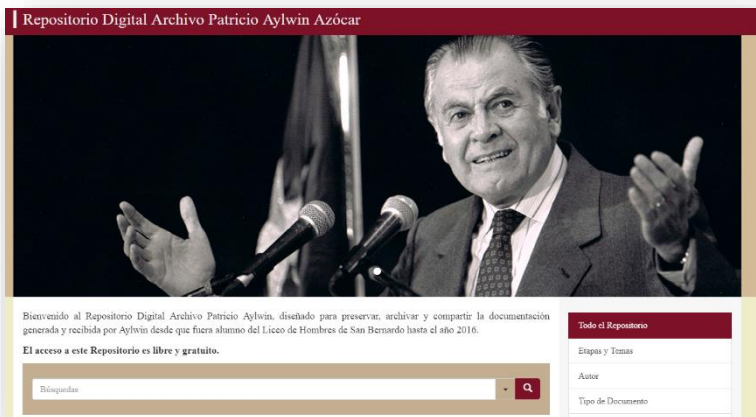 Repositorio Digital Archivo Patricio Aylwin Azócar
Bienvenido al Repositorio Digital Archivo Patricio Aylwin, diseñado para preservar, archivar y compartir la documentación
generada y recibida por Aylwin desde que fuera alumno del Liceo de Hombres de San Bernardo hasta el año 2016.
El acceso a este Repositorio es libre y gratuito.
Búsquedas
Todo el Repositorio
Etapas y Temas
Autor
Tipo de Documento